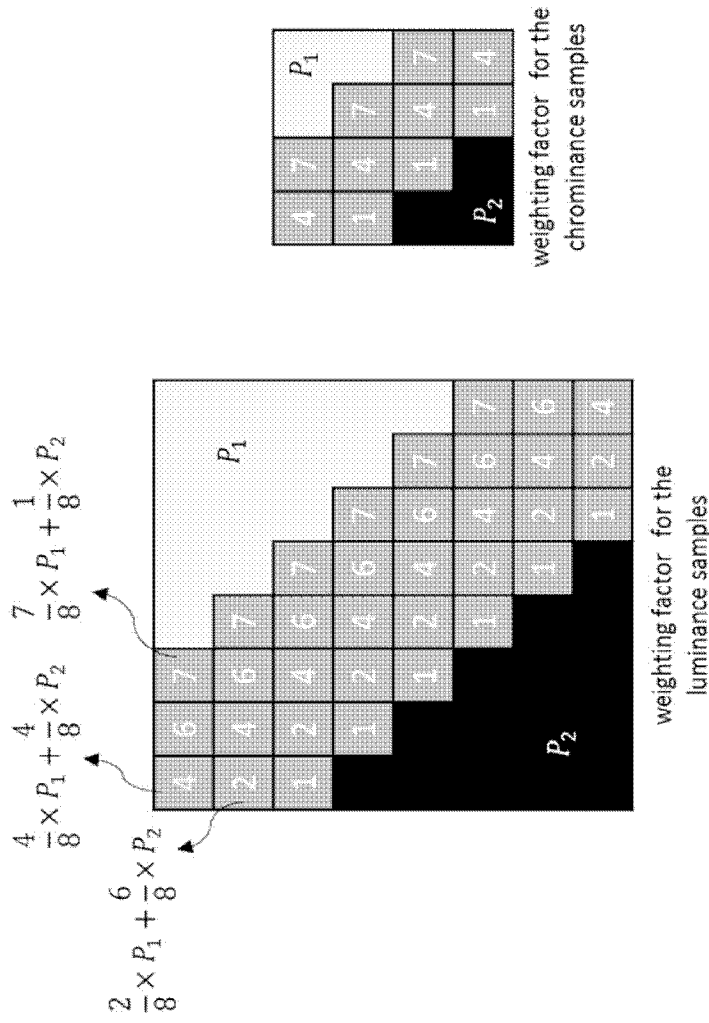 4/8 × P₁ + 4/8 × P₂
7/8 × P₁ + 1/8 × P₂
2/8 × P₁ + 6/8 × P₂
4 6 7
2 4 6 7
P₁
1 2 4 6 7
1 2 4 6 7
1 2 4 6 7
1 2 4 6 7
1 2 4 6
P₂
1 2 4
weighting factor for the
luminance samples
4 7 P₁
1 4 7
1 4 7
P₂ 1 4
weighting factor for the
chrominance samples